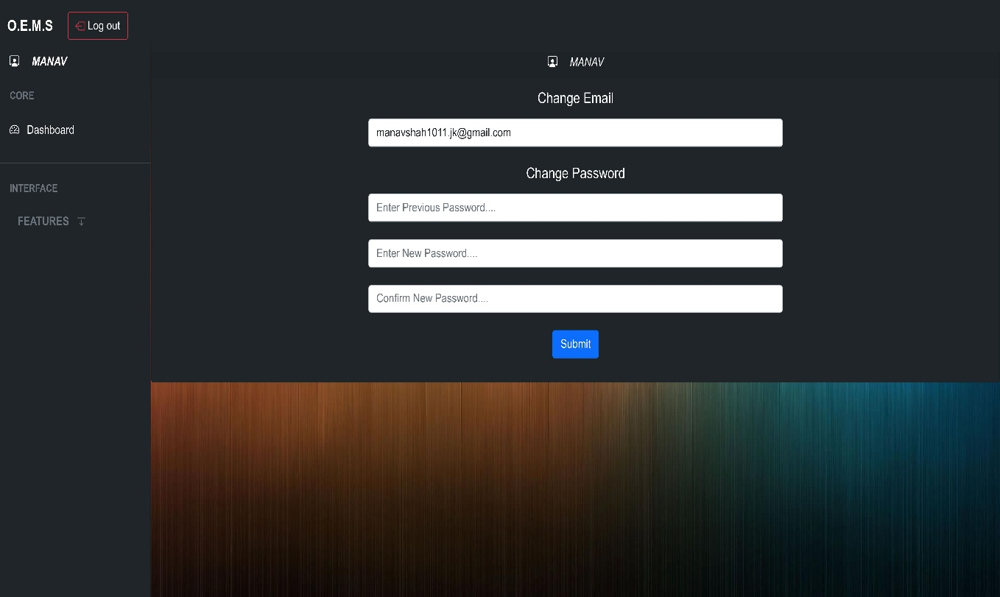 O.E.M.S Log out
MANAV
CORE
Dashboard
INTERFACE
FEATURES
MANAV
Change Email
manavshah1011.jk@gmail.com
Change Password
Enter Previous Password....
Enter New Password....
Confirm New Password....
Submit